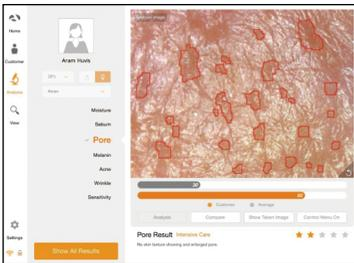 Home
Customer
Analysis
View
Settings
Aram Huvis
Asian
Moisture
Sebum
Pore
Melanin
Acne
Wrinkle
Sensitivity
Show All Results
Customer
Average
Analysis
Compare
Show Taken Image
Control Menu On
Pore Result Intensive Care
No skin texture showing and enlarged pore.